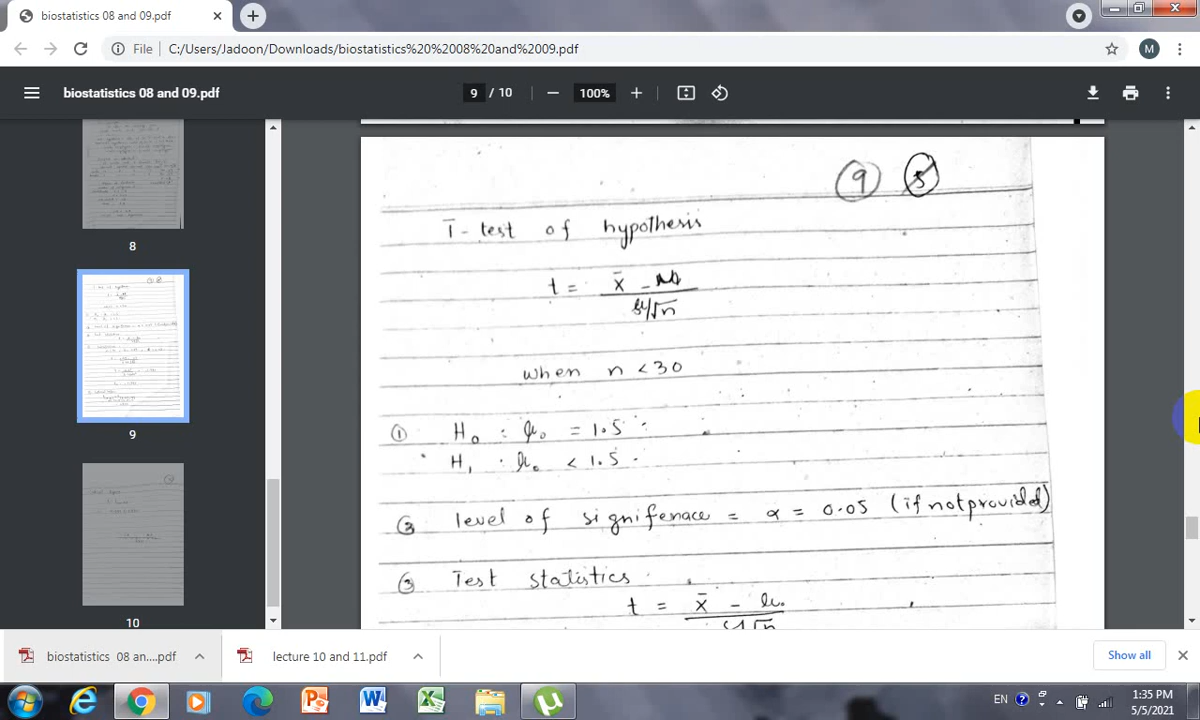 biostatistics 08 and 09.pdf
File
C:/Users/Jadoon/Downloads/biostatistics%20%2008%20and%2009.pdf
M
biostatistics 08 and 09.pdf
9 / 10
100%
8
9
10
9 5
T-test of hypothesis
t = x̄ - μ0
s/√n
when n < 30
① H₀ : μ₀ = 1.5
H₁ : μ₀ < 1.5
② level of signifenace = α = 0.05 (if not provided)
③ Test statistics
t = x̄ - μ₀
s/√n
biostatistics 08 an....pdf
lecture 10 and 11.pdf
Show all
EN
1:35 PM
5/5/2021